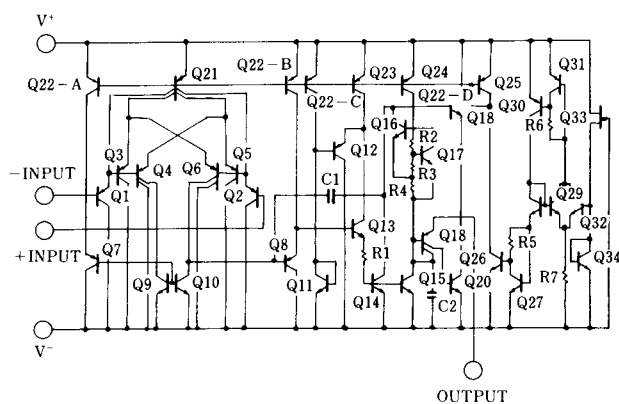 V+
Q22-A
Q21
Q22-B
Q22-C
Q23
Q24
Q22-D
Q25
Q18
Q30
Q31
R6
Q33
Q16
R2
Q17
R3
R4
Q12
Q3
Q4
Q6
Q5
-INPUT
Q1
Q2
C1
Q13
Q18
Q29
Q32
+INPUT
Q7
Q8
R1
Q26
R5
R7
Q34
Q9
Q10
Q11
Q14
Q15
C2
Q20
Q27
V-
OUTPUT